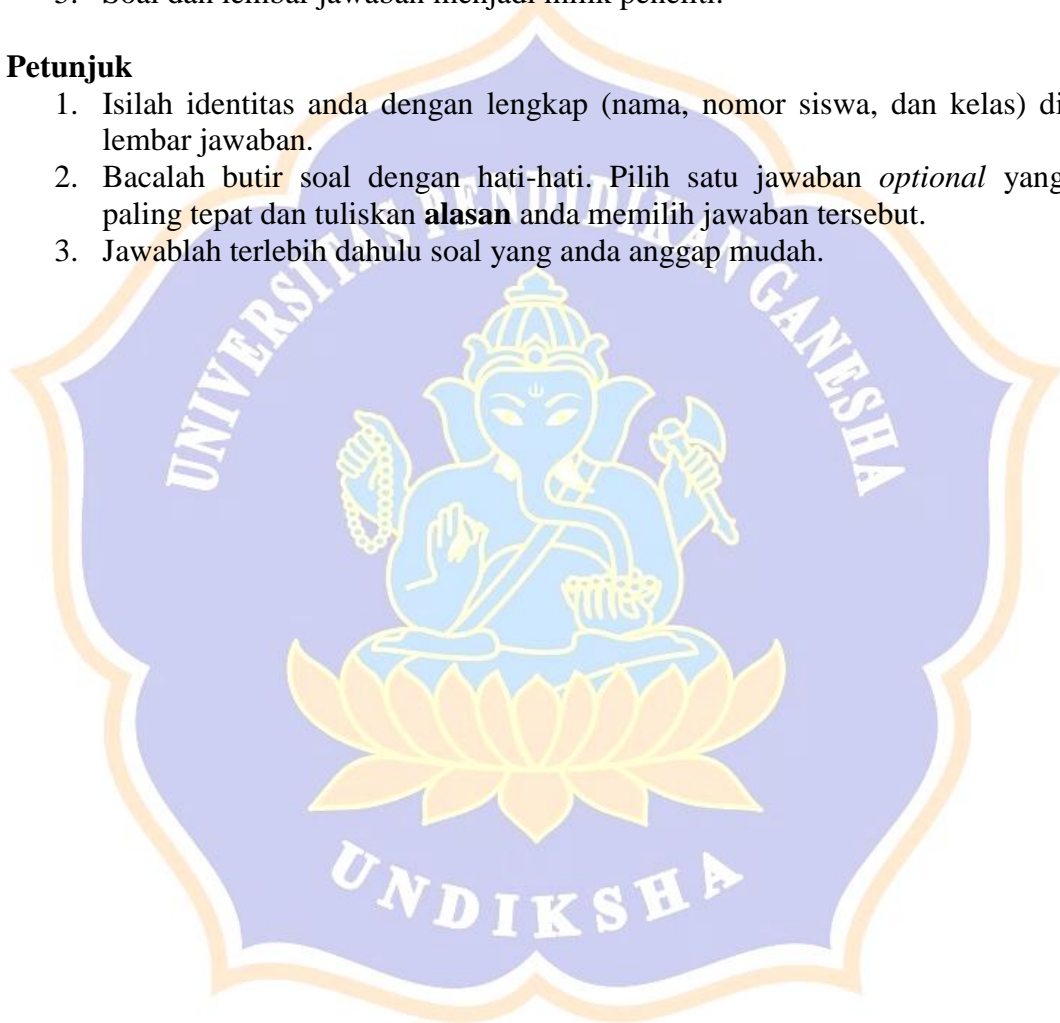 3. Soal dan lembar jawaban menjadi milik peneliti.
Petunjuk
1. Isilah identitas anda dengan lengkap (nama, nomor siswa, dan kelas) di
lembar jawaban.
2. Bacalah butir soal dengan hati-hati. Pilih satu jawaban optional yang
paling tepat dan tuliskan alasan anda memilih jawaban tersebut.
3. Jawablah terlebih dahulu soal yang anda anggap mudah.
UNIVERSITAS PENDIDIKAN GANESHA
UNDIKSHA